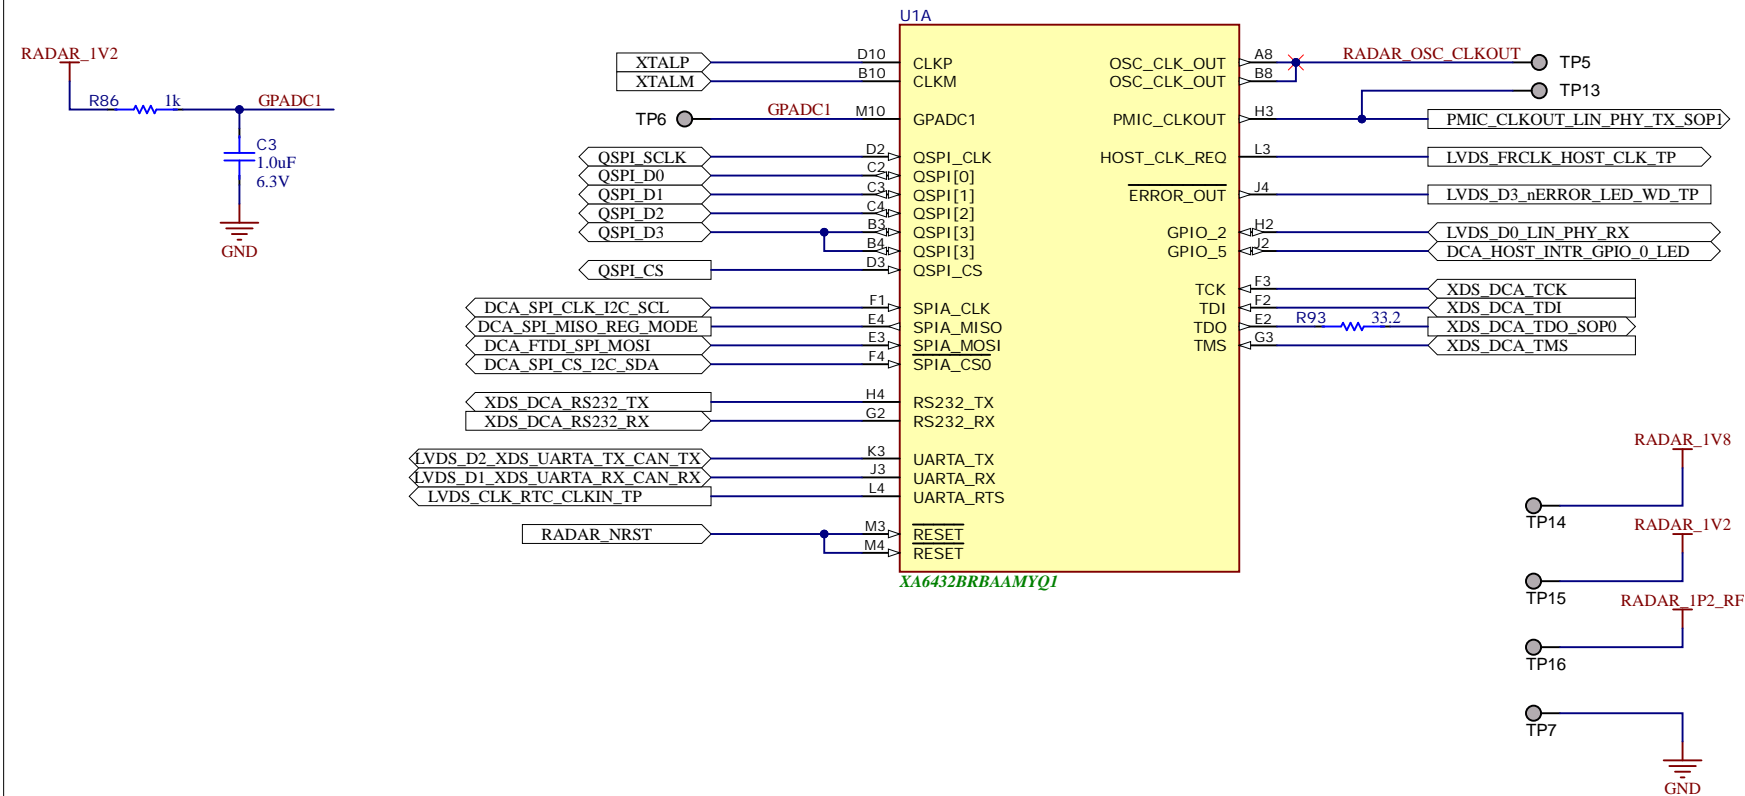 U1A
RADAR_1V2
R86 1k GPADC1
C3
1.0uF
6.3V
GND
XTALP D10 CLKP
XTALM B10 CLKM
TP6 GPADC1 M10 GPADC1
QSPI_SCLK D2 QSPI_CLK
QSPI_D0 C2 QSPI[0]
QSPI_D1 C3 QSPI[1]
QSPI_D2 C4 QSPI[2]
QSPI_D3 B3 QSPI[3]
B4 QSPI[3]
QSPI_CS D3 QSPI_CS
DCA_SPI_CLK_I2C_SCL F1 SPIA_CLK
DCA_SPI_MISO_REG_MODE E4 SPIA_MISO
DCA_FTDI_SPI_MOSI E3 SPIA_MOSI
DCA_SPI_CS_I2C_SDA F4 SPIA_CS0
XDS_DCA_RS232_TX H4 RS232_TX
XDS_DCA_RS232_RX G2 RS232_RX
LVDS_D2_XDS_UARTA_TX_CAN_TX K3 UARTA_TX
LVDS_D1_XDS_UARTA_RX_CAN_RX J3 UARTA_RX
LVDS_CLK_RTC_CLKIN_TP L4 UARTA_RTS
RADAR_NRST M3 RESET
M4 RESET
XA6432BRBAAMYQ1
OSC_CLK_OUT A8 RADAR_OSC_CLKOUT TP5
OSC_CLK_OUT B8
TP13
PMIC_CLKOUT H3 PMIC_CLKOUT_LIN_PHY_TX_SOP1
HOST_CLK_REQ L3 LVDS_FRCLK_HOST_CLK_TP
ERROR_OUT J4 LVDS_D3_nERROR_LED_WD_TP
GPIO_2 H2 LVDS_D0_LIN_PHY_RX
GPIO_5 J2 DCA_HOST_INTR_GPIO_0_LED
TCK F3 XDS_DCA_TCK
TDI F2 XDS_DCA_TDI
TDO E2 R93 33.2 XDS_DCA_TDO_SOP0
TMS G3 XDS_DCA_TMS
RADAR_1V8
TP14
RADAR_1V2
TP15
RADAR_1P2_RF
TP16
TP7
GND